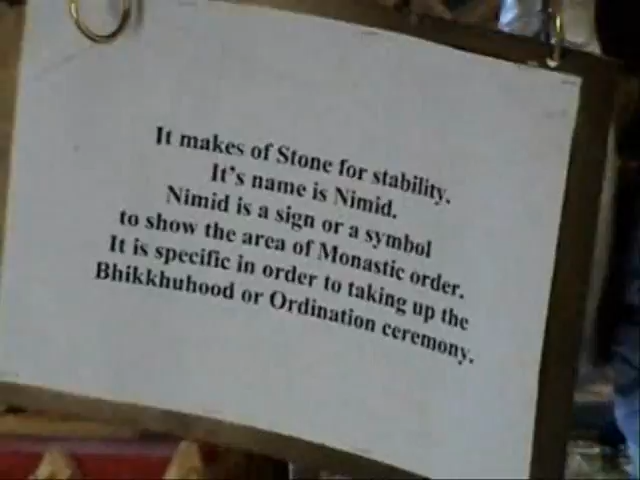 It makes of Stone for stability.
It's name is Nimid.
Nimid is a sign or a symbol
to show the area of Monastic order.
It is specific in order to taking up the
Bhikkhuhood or Ordination ceremony.